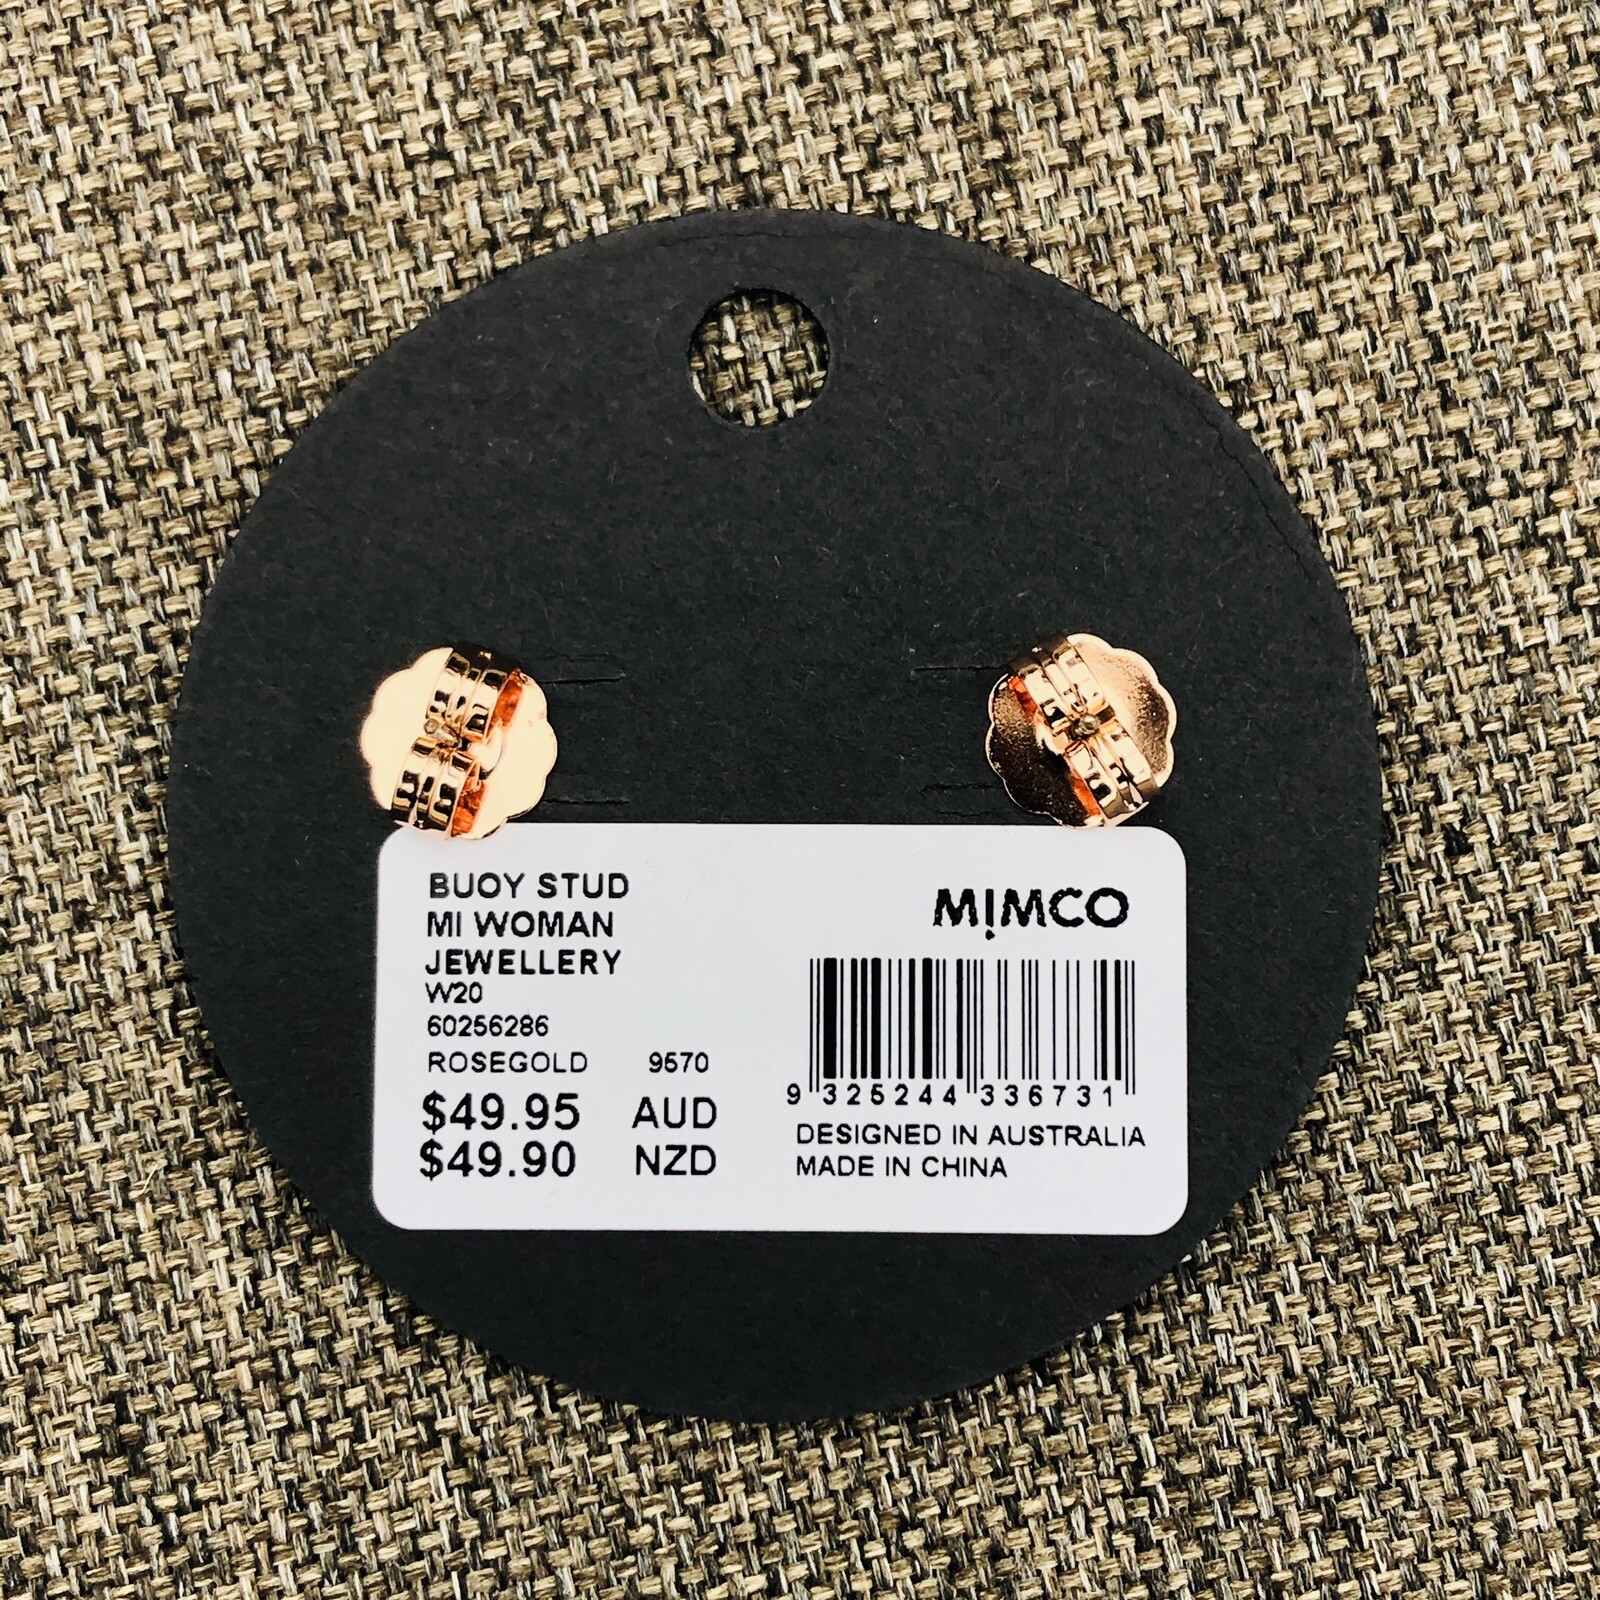 BUOY STUD
MI WOMAN
JEWELLERY
W20
60256286
ROSEGOLD 9570
$49.95 AUD
$49.90 NZD
MIMCO
9 325244 336731
DESIGNED IN AUSTRALIA
MADE IN CHINA